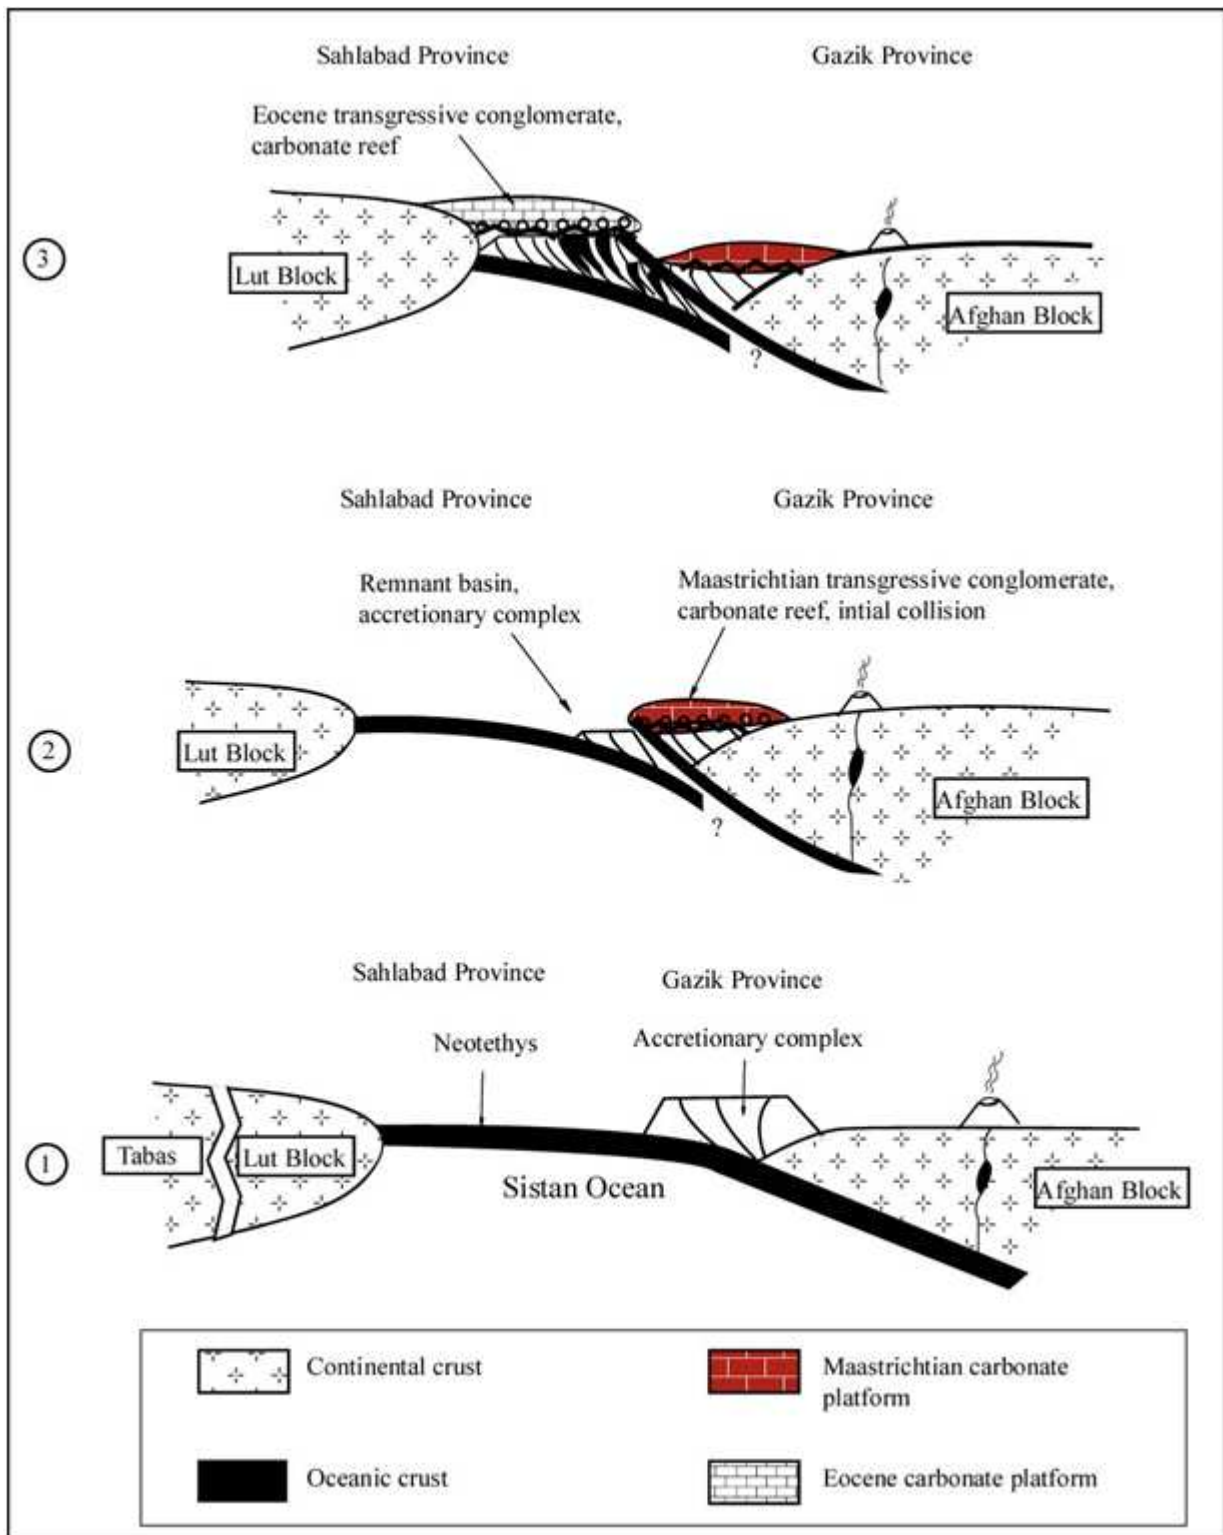 Sahlabad Province
Gazik Province
Eocene transgressive conglomerate,
carbonate reef
3
Lut Block
Afghan Block
?
Sahlabad Province
Gazik Province
Remnant basin,
accretionary complex
Maastrichtian transgressive conglomerate,
carbonate reef, intial collision
2
Lut Block
Afghan Block
?
Sahlabad Province
Gazik Province
Neotethys
Accretionary complex
1
Tabas
Lut Block
Sistan Ocean
Afghan Block
Continental crust
Maastrichtian carbonate
platform
Oceanic crust
Eocene carbonate platform